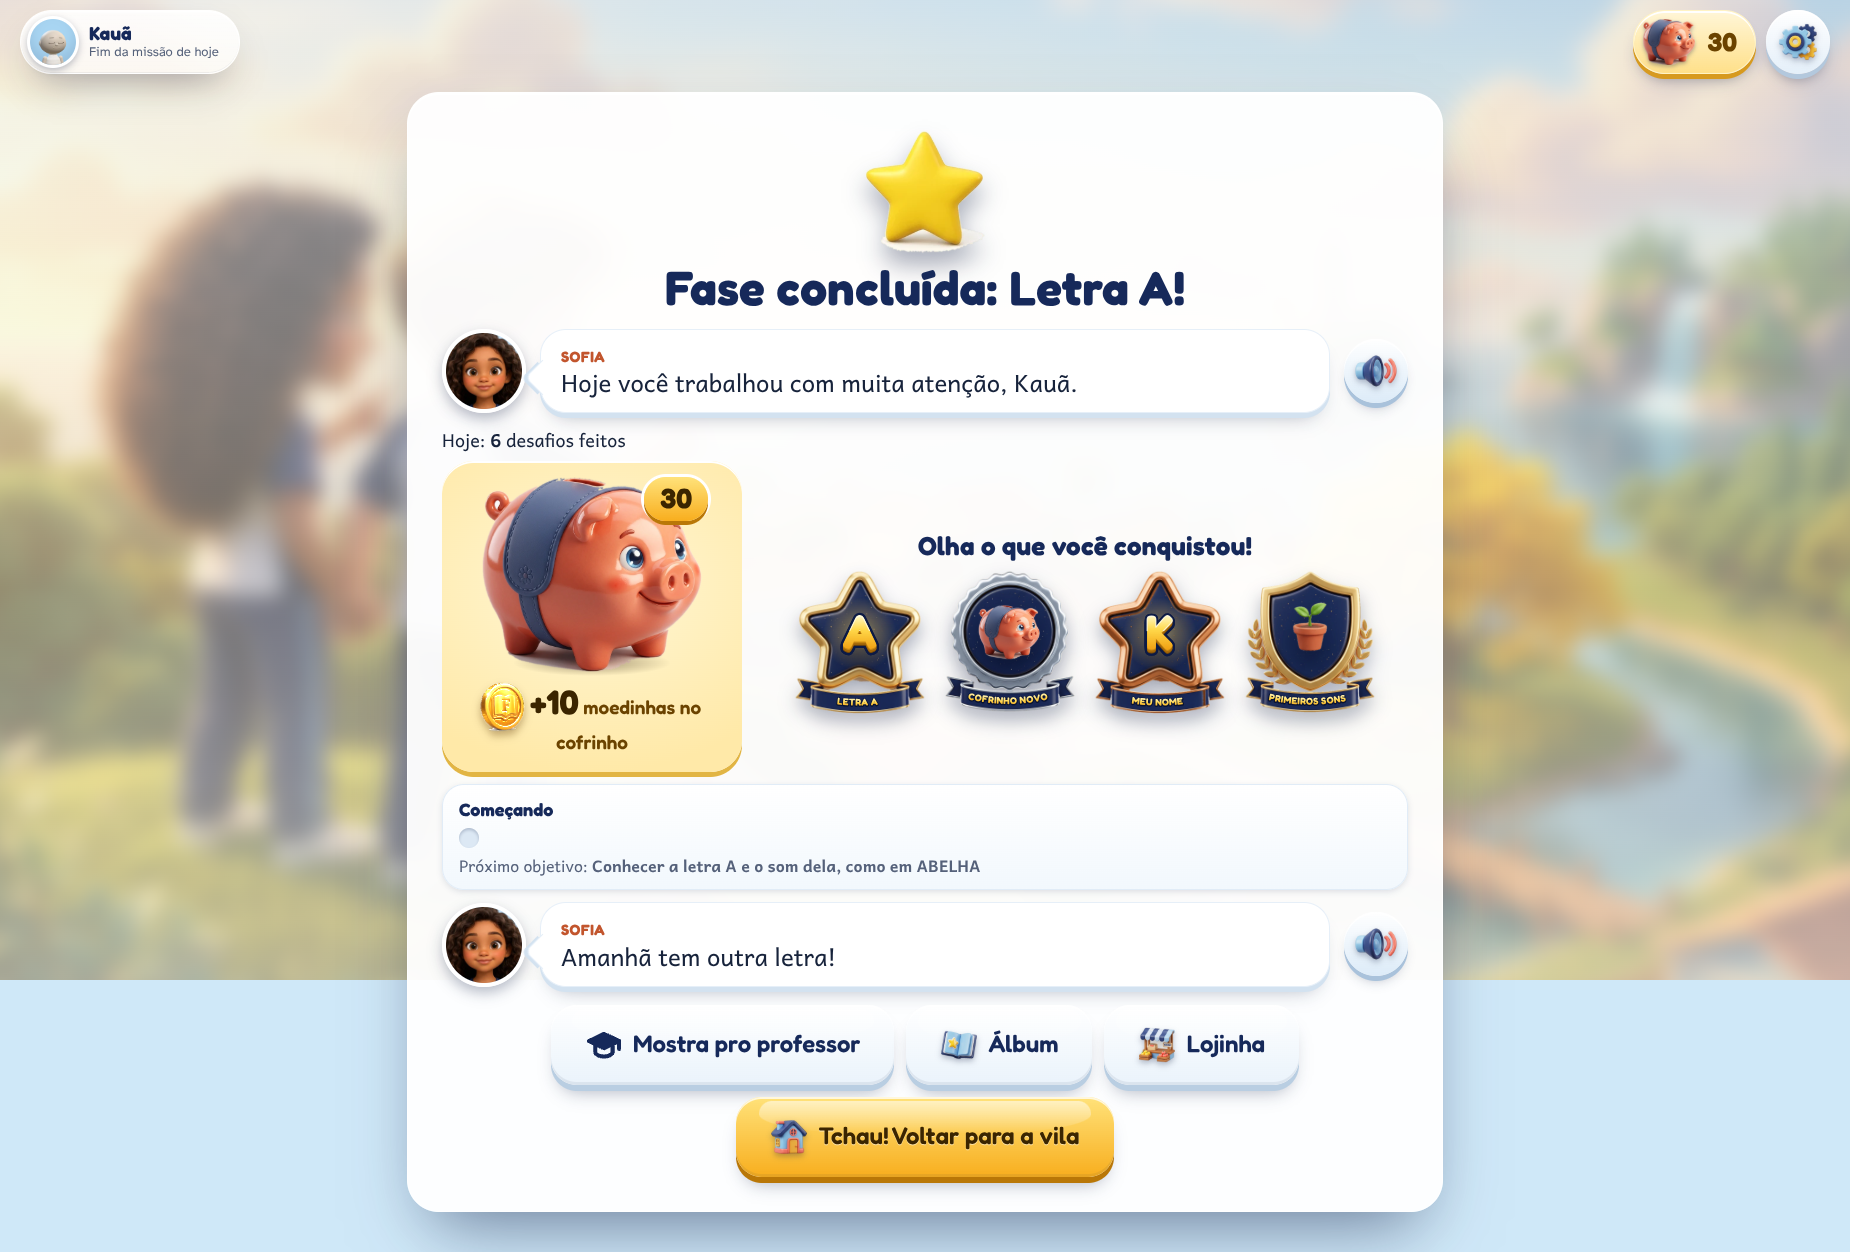 Kauã
Fim da missão de hoje
30
Fase concluída: Letra A!
SOFIA
Hoje você trabalhou com muita atenção, Kauã.
Hoje: 6 desafios feitos
30
+10 moedinhas no
cofrinho
Olha o que você conquistou!
A
LETRA A
COFRINHO NOVO
K
MEU NOME
PRIMEIROS SONS
Começando
Próximo objetivo: Conhecer a letra A e o som dela, como em ABELHA
SOFIA
Amanhã tem outra letra!
Mostra pro professor
Álbum
Lojinha
Tchau! Voltar para a vila